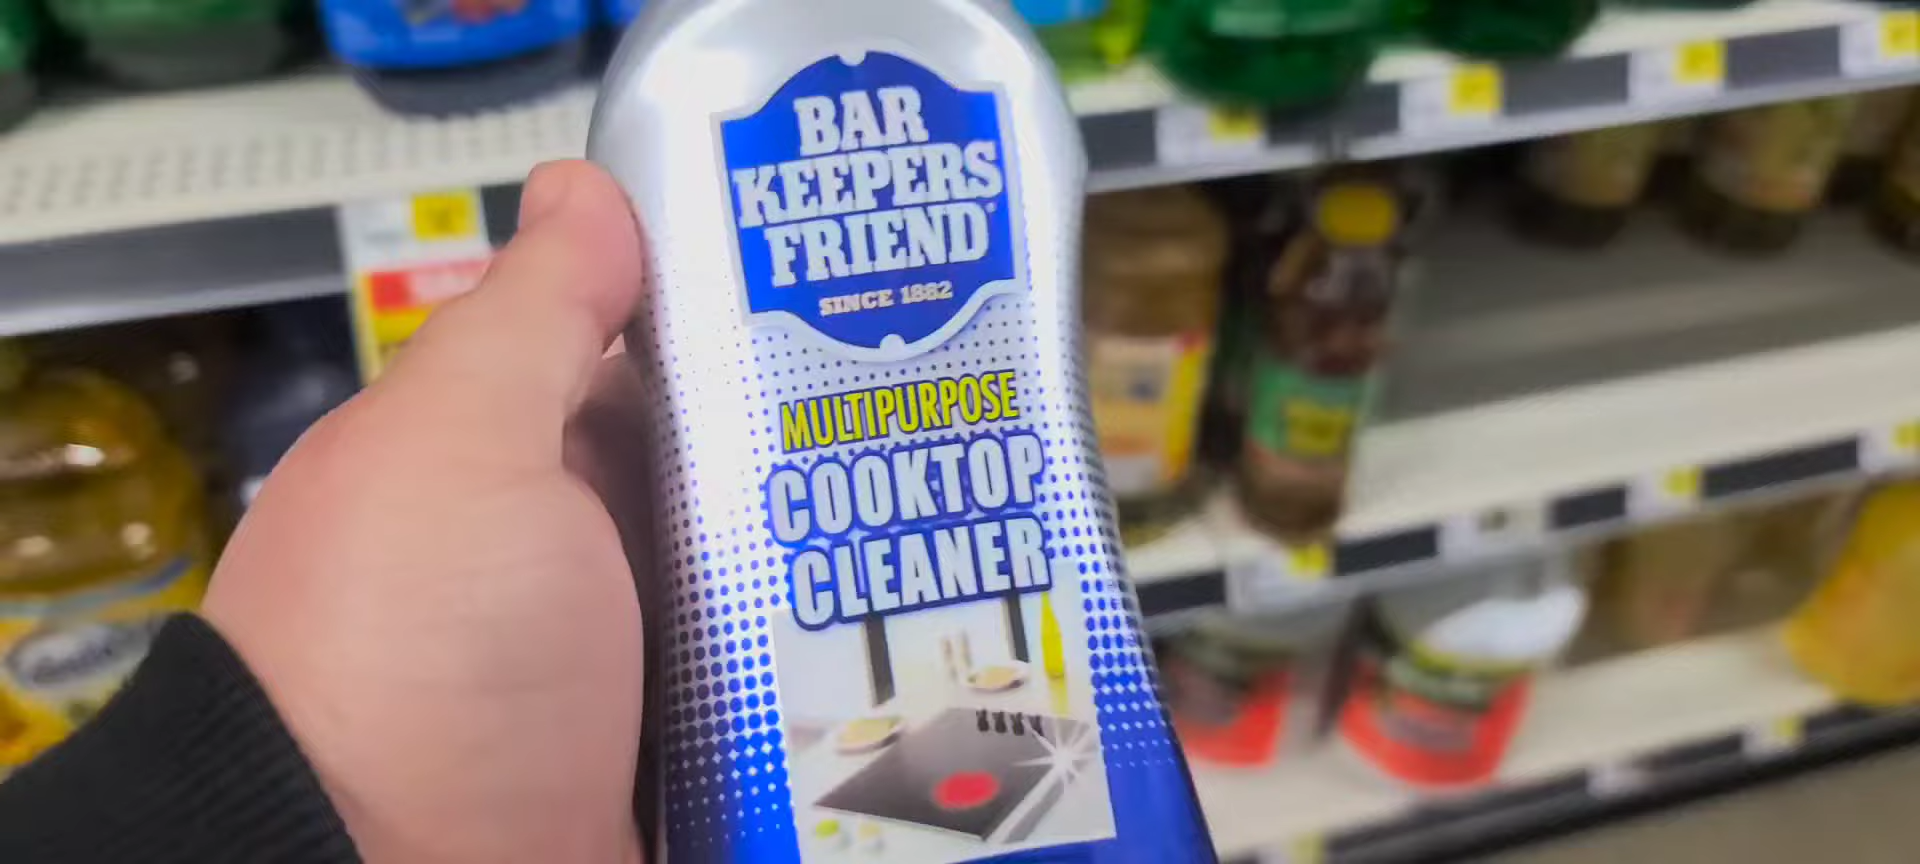 BAR
KEEPERS
FRIEND®
SINCE 1882
MULTIPURPOSE
COOKTOP
CLEANER